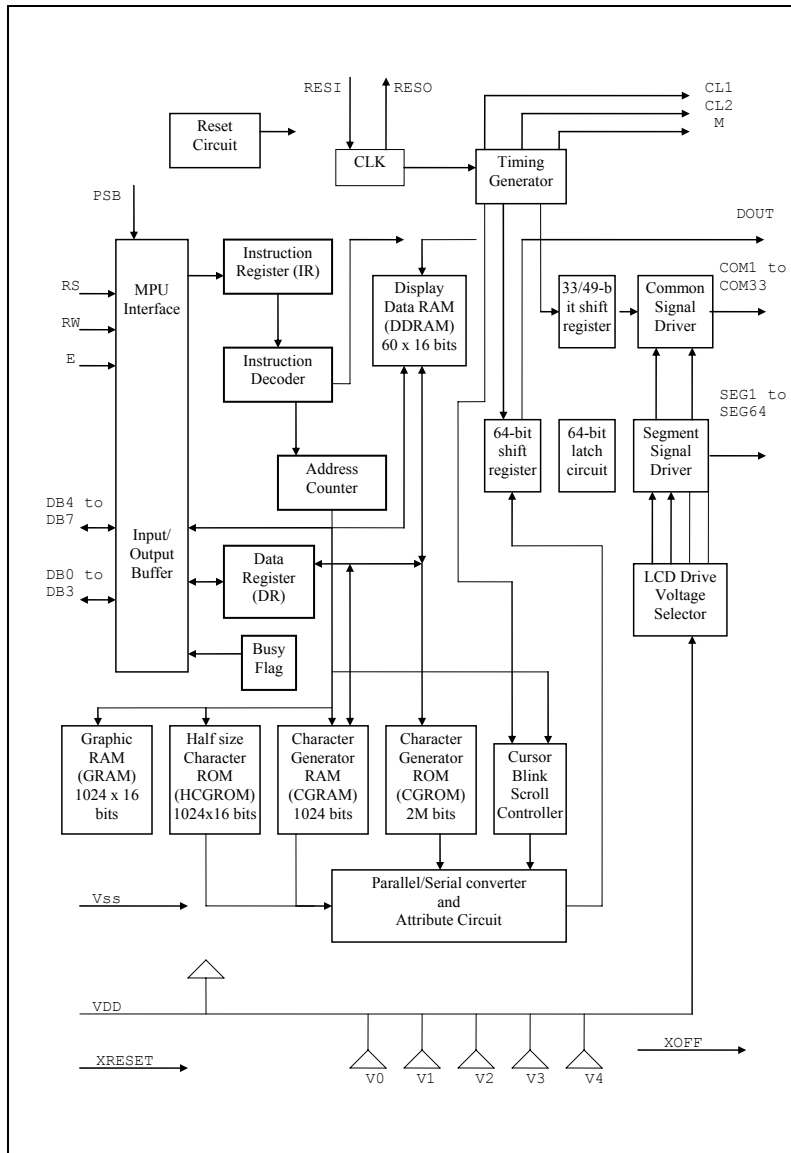 RESI
RESO
CL1
CL2
M
Reset
Circuit
CLK
Timing
Generator
PSB
DOUT
MPU
Interface
Instruction
Register (IR)
Display
Data RAM
(DDRAM)
60 x 16 bits
33/49-b
it shift
register
Common
Signal
Driver
COM1 to
COM33
RS
RW
E
Instruction
Decoder
64-bit
shift
register
64-bit
latch
circuit
Segment
Signal
Driver
SEG1 to
SEG64
Address
Counter
DB4 to
DB7
Input/
Output
Buffer
DB0 to
DB3
Data
Register
(DR)
LCD Drive
Voltage
Selector
Busy
Flag
Graphic
RAM
(GRAM)
1024 x 16
bits
Half size
Character
ROM
(HCGROM)
1024x16 bits
Character
Generator
RAM
(CGRAM)
1024 bits
Character
Generator
ROM
(CGROM)
2M bits
Cursor
Blink
Scroll
Controller
Parallel/Serial converter
and
Attribute Circuit
Vss
VDD
XRESET
V0
V1
V2
V3
V4
XOFF